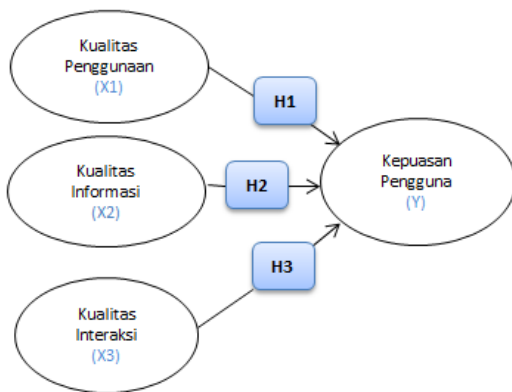 Kualitas
Penggunaan
(X1)
H1
Kualitas
Informasi
(X2)
H2
Kepuasan
Pengguna
(Y)
H3
Kualitas
Interaksi
(X3)